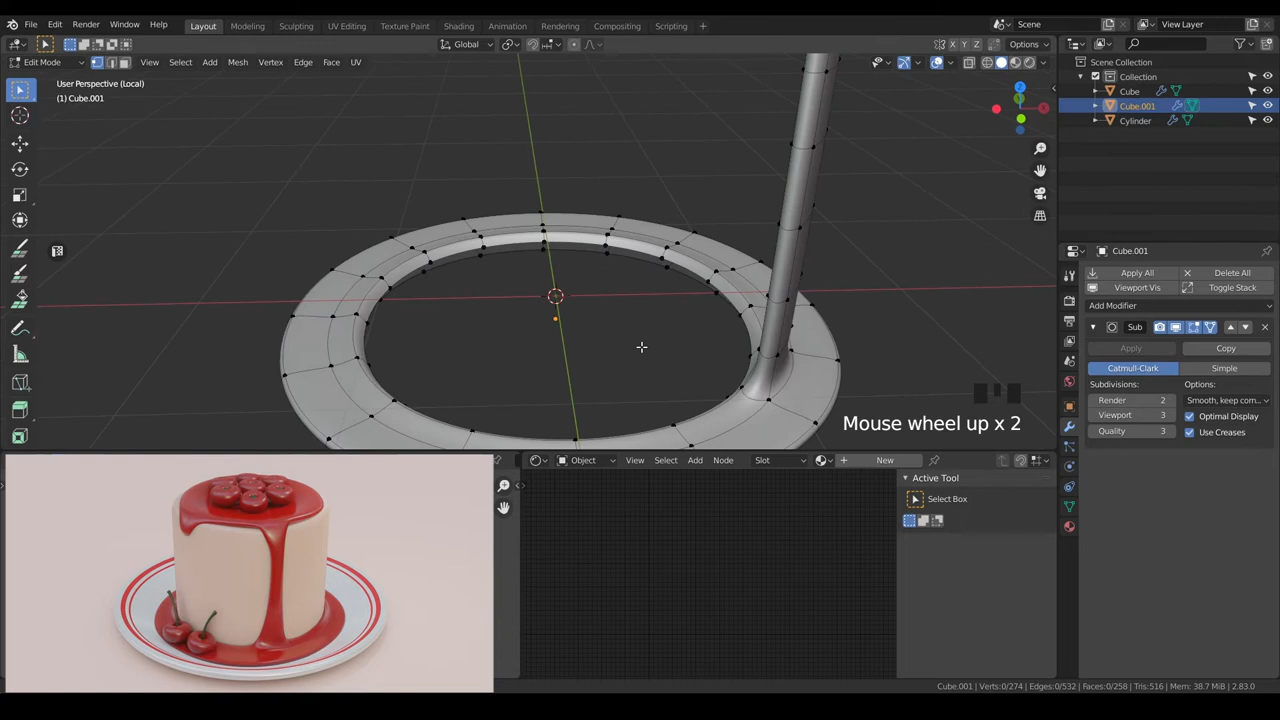 File Edit Render Window Help Layout Modeling Sculpting UV Editing Texture Paint Shading Animation Rendering Compositing Scripting + Scene View Layer
Edit Mode View Select Add Mesh Vertex Edge Face UV Global X Y Z Options
User Perspective (Local)
(1) Cube.001
Scene Collection
Collection
Cube
Cube.001
Cylinder
Z
X
Cube.001
Apply All
Delete All
Viewport Vis
Toggle Stack
Add Modifier
Sub
Apply
Copy
Catmull-Clark
Simple
Subdivisions:
Options:
Render 2
Smooth, keep com...
Viewport 3
Optimal Display
Quality 3
Use Creases
Mouse wheel up x 2
Object View Select Add Node Slot New
Active Tool
Select Box
Cube.001 | Verts:0/274 | Edges:0/532 | Faces:0/258 | Tris:516 | Mem: 38.7 MiB | 2.83.0